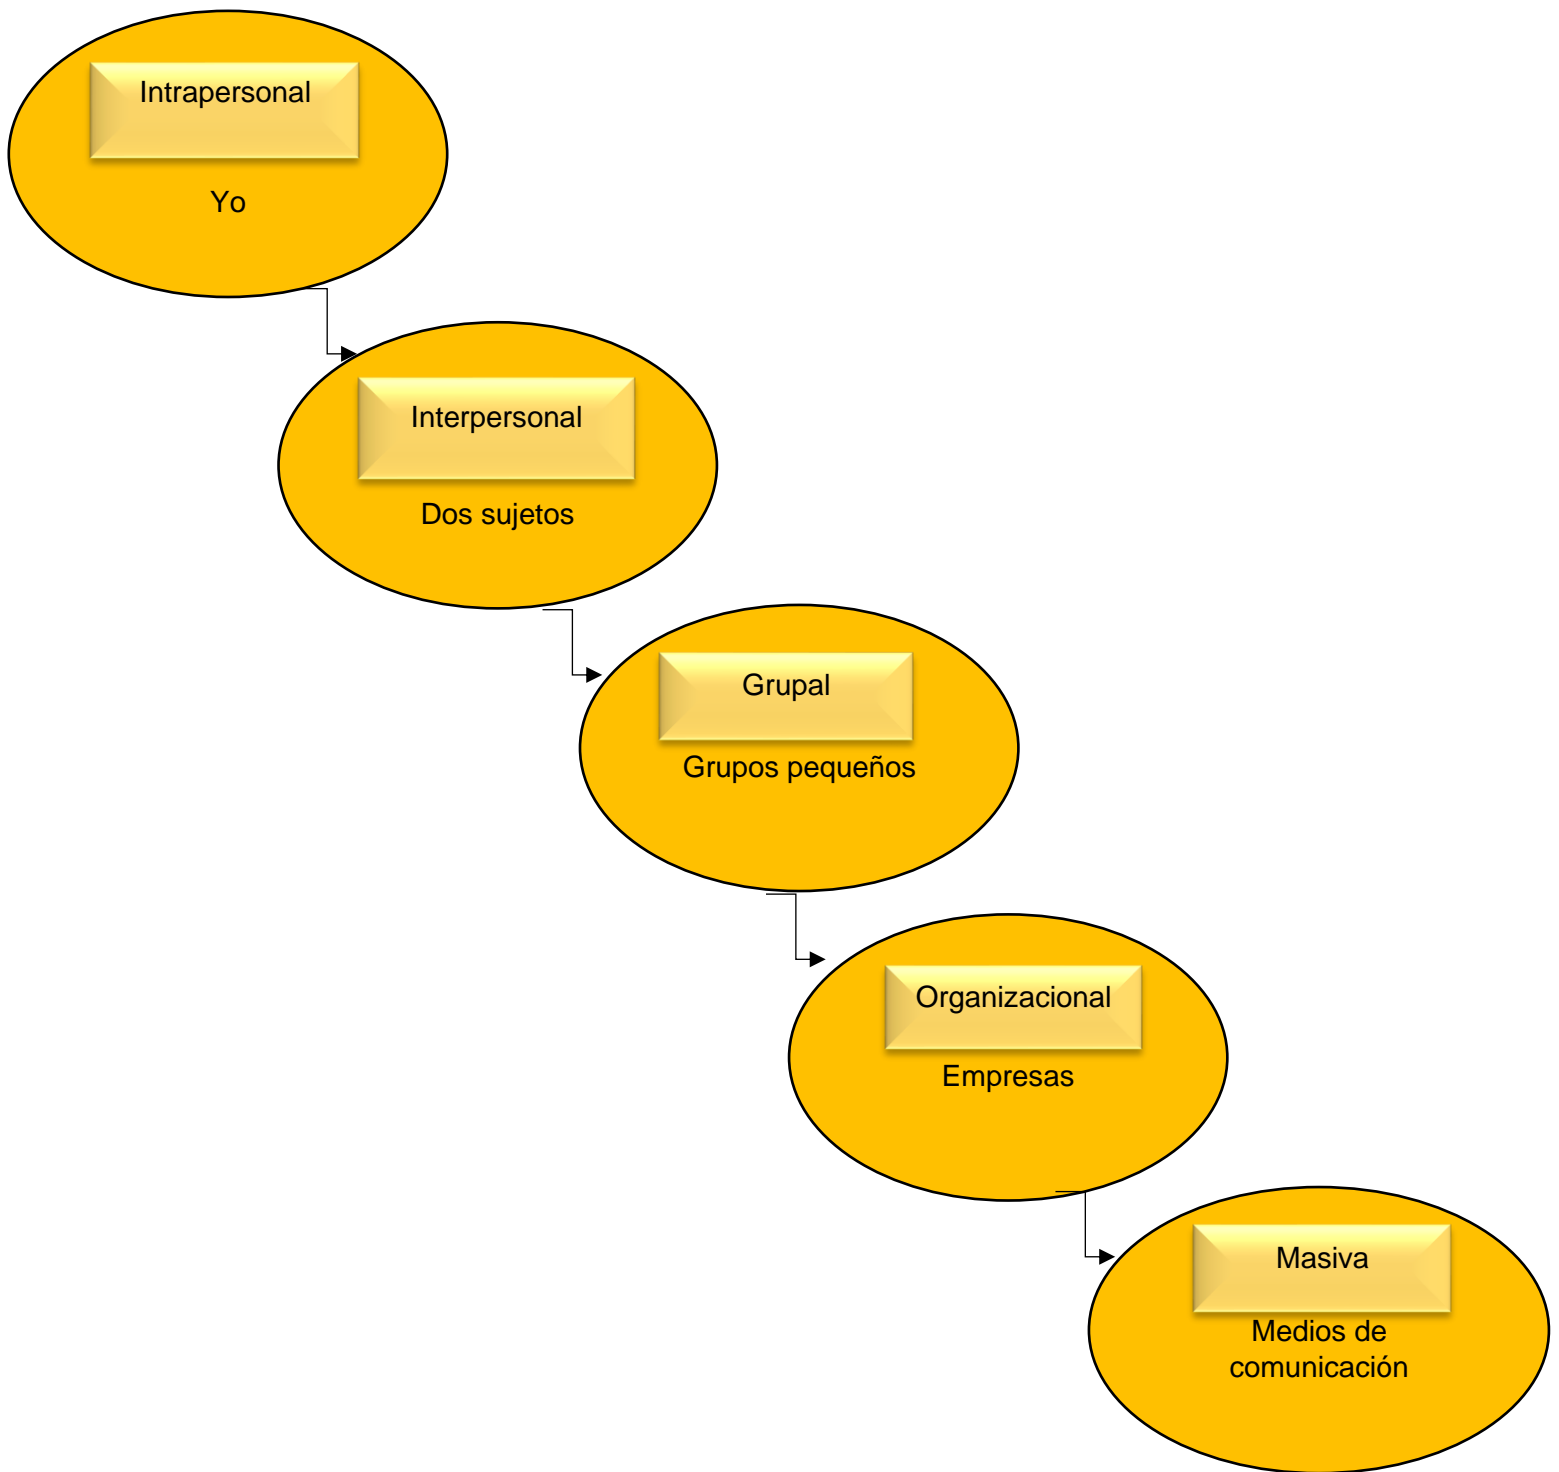 Intrapersonal
Yo
Interpersonal
Dos sujetos
Grupal
Grupos pequeños
Organizacional
Empresas
Masiva
Medios de
comunicación